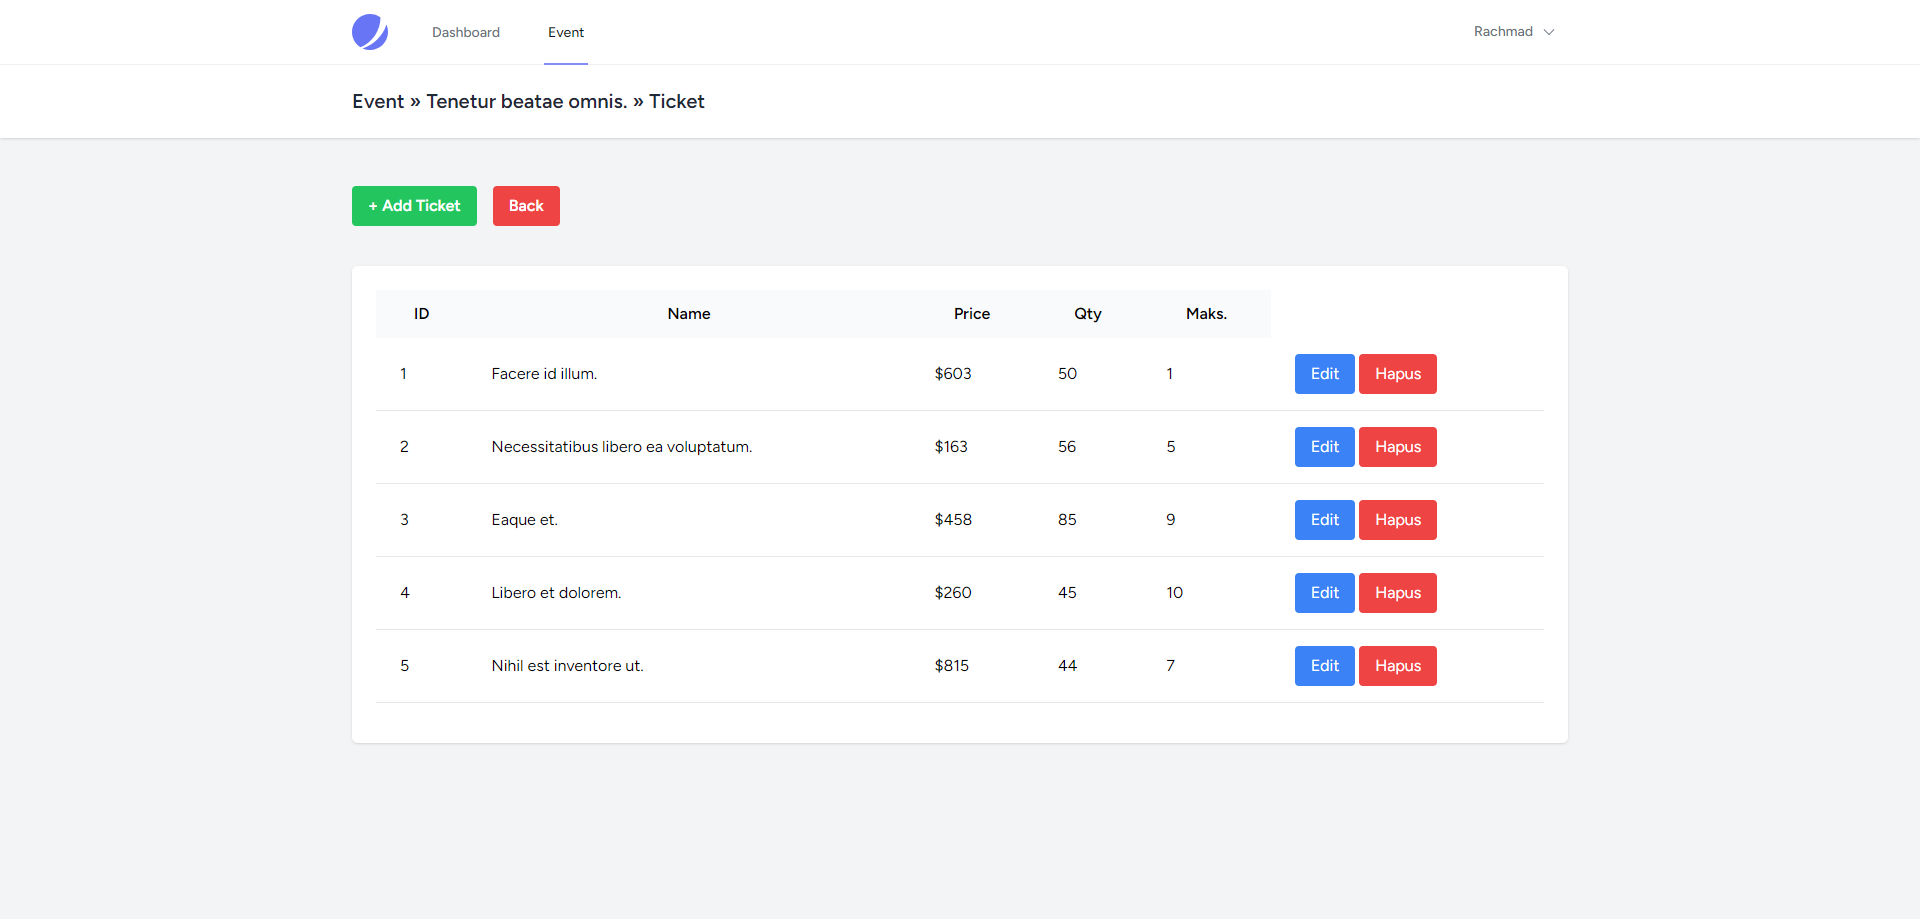 Dashboard Event Rachmad
Event » Tenetur beatae omnis. » Ticket
+ Add Ticket Back
ID Name Price Qty Maks.
1 Facere id illum. $603 50 1 Edit Hapus
2 Necessitatibus libero ea voluptatum. $163 56 5 Edit Hapus
3 Eaque et. $458 85 9 Edit Hapus
4 Libero et dolorem. $260 45 10 Edit Hapus
5 Nihil est inventore ut. $815 44 7 Edit Hapus